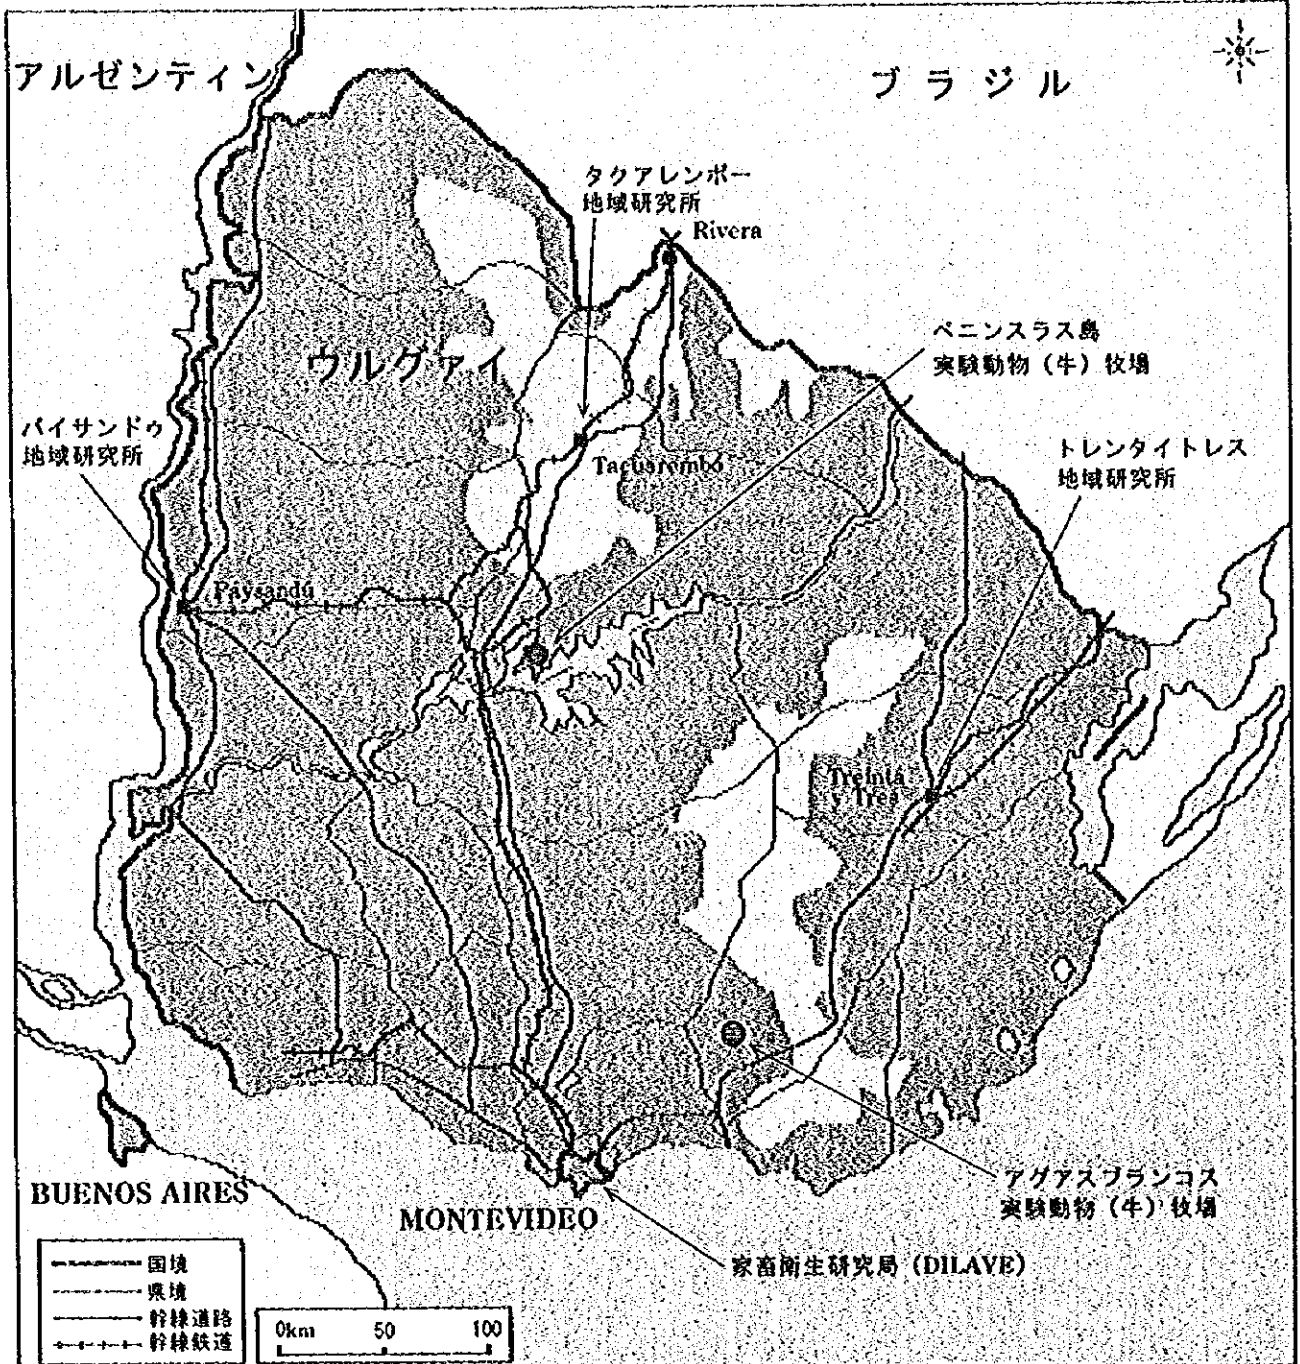 アルゼンティン
ブラジル
タクアレンボー
地域研究所
Rivera
ペニンスラス島
実験動物（牛）牧場
ウルグァイ
パイサンドゥ
地域研究所
トレンタイトレス
地域研究所
Tacuarembó
Paysandú
Treinta
y Tres
アグアスブランコス
実験動物（牛）牧場
BUENOS AIRES
MONTEVIDEO
家畜衛生研究局 (DILAVE)
国境
県境
幹線道路
幹線鉄道
0km 50 100